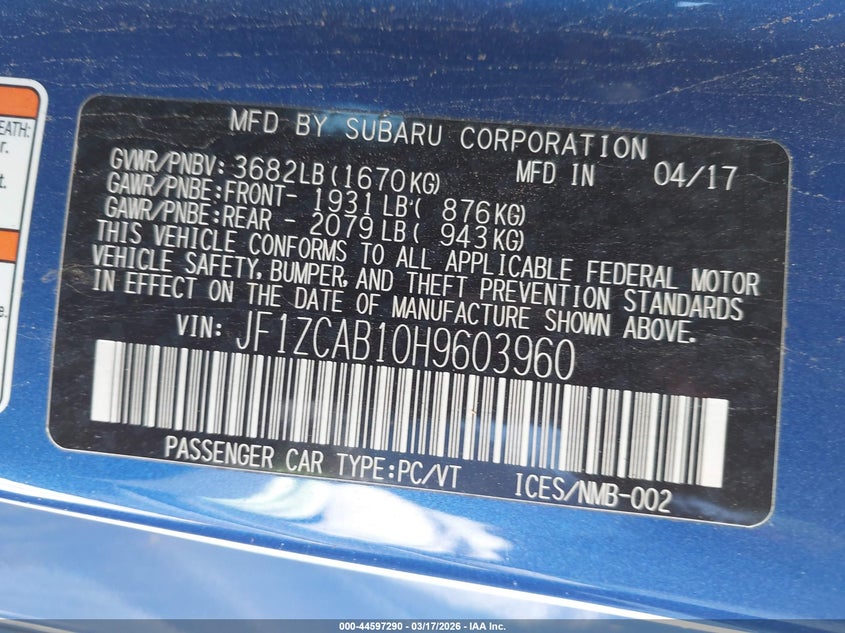 EATH:
r.
t.
MFD BY SUBARU CORPORATION
GVWR/PNBV: 3682LB (1670KG) MFD IN 04/17
GAWR/PNBE: FRONT- 1931LB ( 876KG)
GAWR/PNBE: REAR - 2079LB ( 943KG)
THIS VEHICLE CONFORMS TO ALL APPLICABLE FEDERAL MOTOR
VEHICLE SAFETY, BUMPER, AND THEFT PREVENTION STANDARDS
IN EFFECT ON THE DATE OF MANUFACTURE SHOWN ABOVE.
VIN: JF1ZCAB10H9603960
PASSENGER CAR TYPE:PC/VT ICES/NMB-002
000-44597290 — 03/17/2026 — IAA Inc.